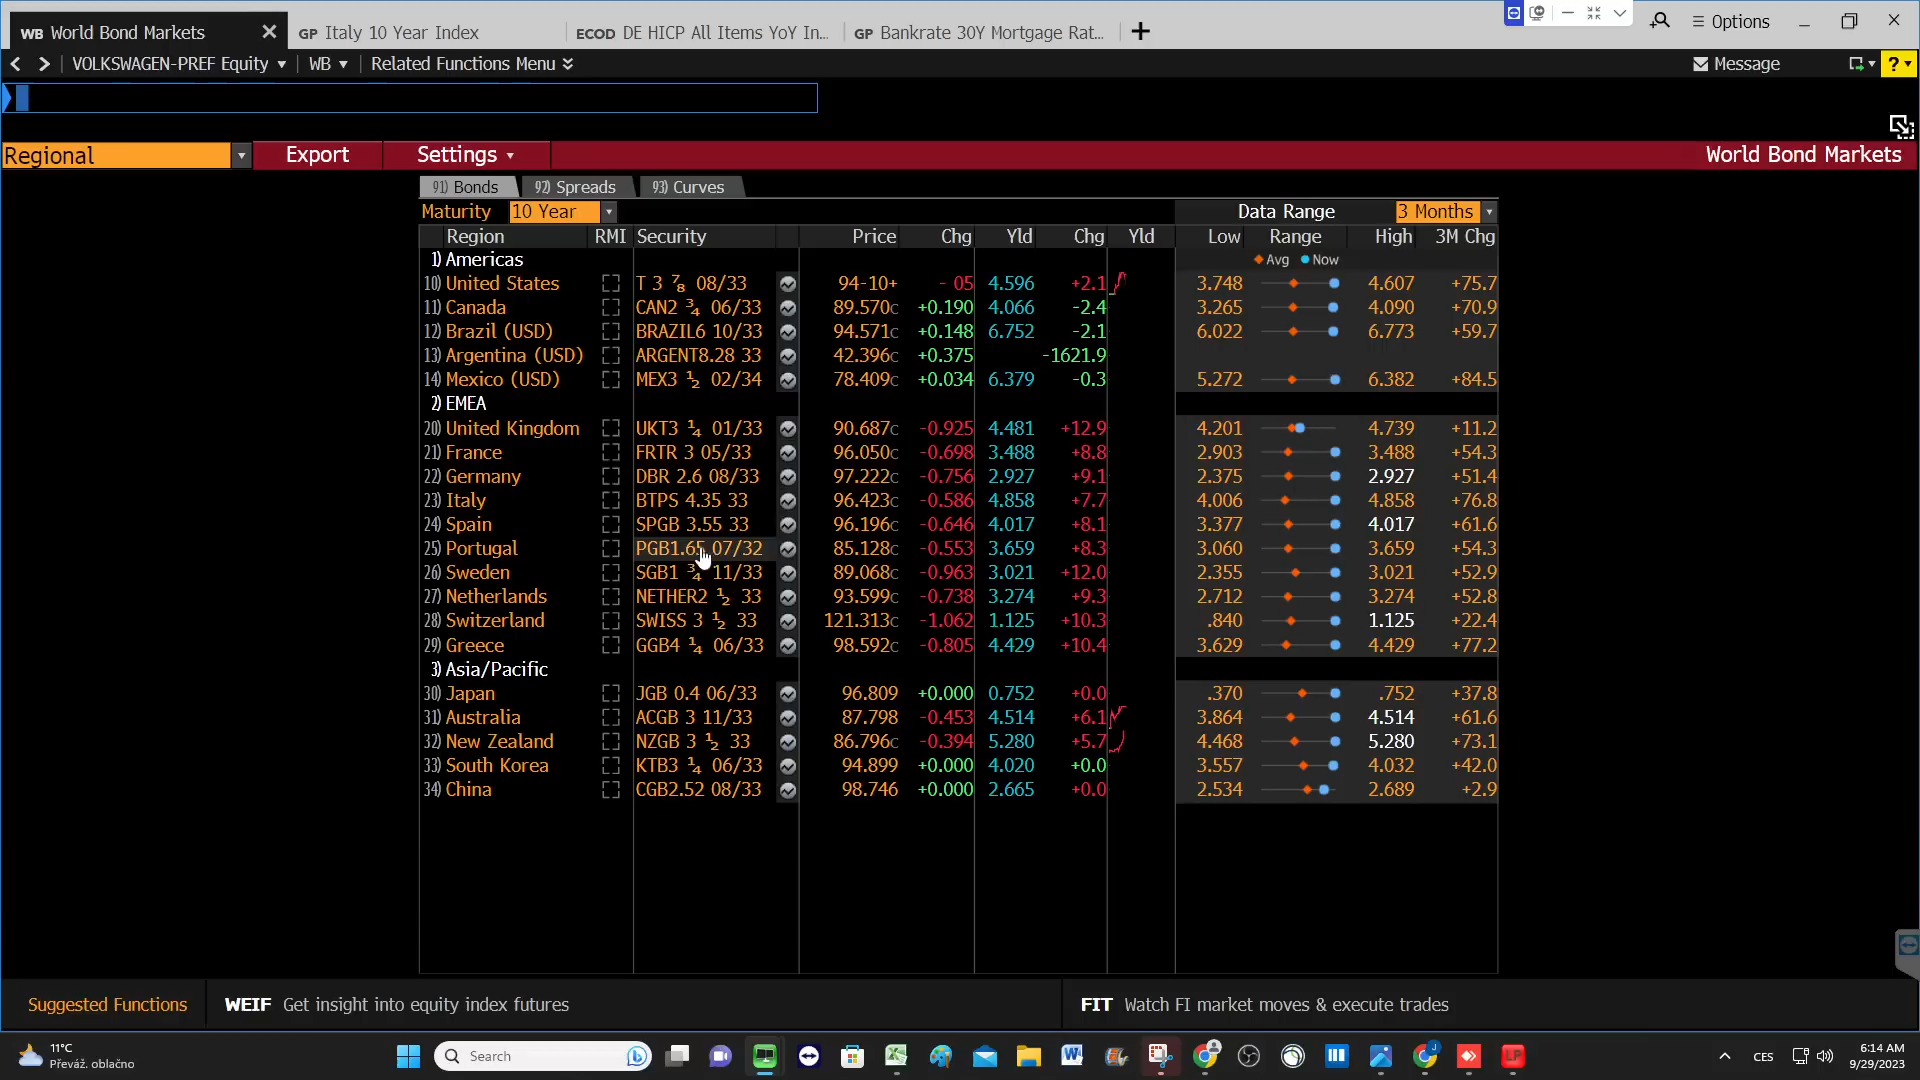 WB World Bond Markets × GP Italy 10 Year Index ECOD DE HICP All Items YoY In... GP Bankrate 30Y Mortgage Rat... + Options
VOLKSWAGEN-PREF Equity WB Related Functions Menu Message ?
Regional Export Settings World Bond Markets
91) Bonds 92) Spreads 93) Curves
Maturity 10 Year Data Range 3 Months
Region RMI Security Price Chg Yld Chg Yld Low Range High 3M Chg
1) Americas Avg Now
10) United States T 3 ⅞ 08/33 94-10+ - 05 4.596 +2.1 3.748 4.607 +75.7
11) Canada CAN2 ¾ 06/33 89.570c +0.190 4.066 -2.4 3.265 4.090 +70.9
12) Brazil (USD) BRAZIL6 10/33 94.571c +0.148 6.752 -2.1 6.022 6.773 +59.7
13) Argentina (USD) ARGENT8.28 33 42.396c +0.375 -1621.9
14) Mexico (USD) MEX3 ½ 02/34 78.409c +0.034 6.379 -0.3 5.272 6.382 +84.5
2) EMEA
20) United Kingdom UKT3 ¼ 01/33 90.687c -0.925 4.481 +12.9 4.201 4.739 +11.2
21) France FRTR 3 05/33 96.050c -0.698 3.488 +8.8 2.903 3.488 +54.3
22) Germany DBR 2.6 08/33 97.222c -0.756 2.927 +9.1 2.375 2.927 +51.4
23) Italy BTPS 4.35 33 96.423c -0.586 4.858 +7.7 4.006 4.858 +76.8
24) Spain SPGB 3.55 33 96.196c -0.646 4.017 +8.1 3.377 4.017 +61.6
25) Portugal PGB1.65 07/32 85.128c -0.553 3.659 +8.3 3.060 3.659 +54.3
26) Sweden SGB1 ¾ 11/33 89.068c -0.963 3.021 +12.0 2.355 3.021 +52.9
27) Netherlands NETHER2 ½ 33 93.599c -0.738 3.274 +9.3 2.712 3.274 +52.8
28) Switzerland SWISS 3 ½ 33 121.313c -1.062 1.125 +10.3 .840 1.125 +22.4
29) Greece GGB4 ¼ 06/33 98.592c -0.805 4.429 +10.4 3.629 4.429 +77.2
3) Asia/Pacific
30) Japan JGB 0.4 06/33 96.809 +0.000 0.752 +0.0 .370 .752 +37.8
31) Australia ACGB 3 11/33 87.798 -0.453 4.514 +6.1 3.864 4.514 +61.6
32) New Zealand NZGB 3 ½ 33 86.796c -0.394 5.280 +5.7 4.468 5.280 +73.1
33) South Korea KTB3 ¼ 06/33 94.899 +0.000 4.020 +0.0 3.557 4.032 +42.0
34) China CGB2.52 08/33 98.746 +0.000 2.665 +0.0 2.534 2.689 +2.9
Suggested Functions WEIF Get insight into equity index futures FIT Watch FI market moves & execute trades
11°C
Převáž. oblačno
Search
CES
6:14 AM
9/29/2023